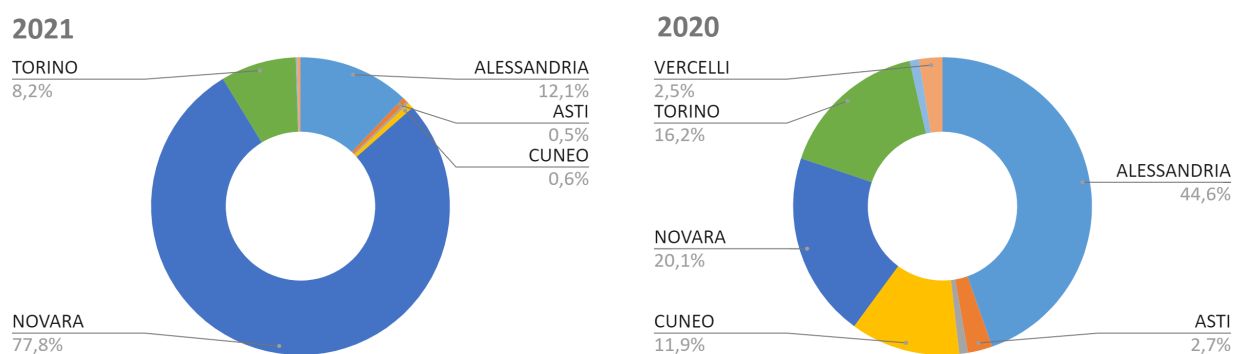 2021
TORINO
8,2%
ALESSANDRIA
12,1%
ASTI
0,5%
CUNEO
0,6%
NOVARA
77,8%
2020
VERCELLI
2,5%
TORINO
16,2%
ALESSANDRIA
44,6%
NOVARA
20,1%
CUNEO
11,9%
ASTI
2,7%